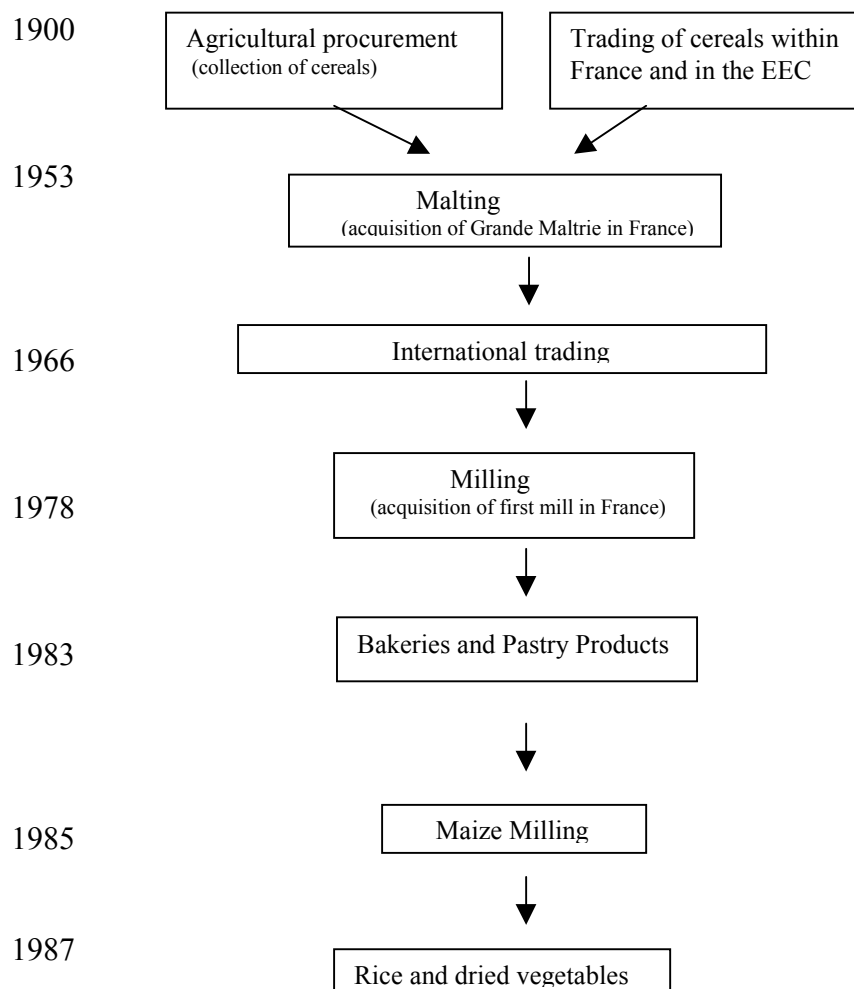 1900
Agricultural procurement
(collection of cereals)
Trading of cereals within
France and in the EEC
1953
Malting
(acquisition of Grande Maltrie in France)
1966
International trading
1978
Milling
(acquisition of first mill in France)
1983
Bakeries and Pastry Products
1985
Maize Milling
1987
Rice and dried vegetables